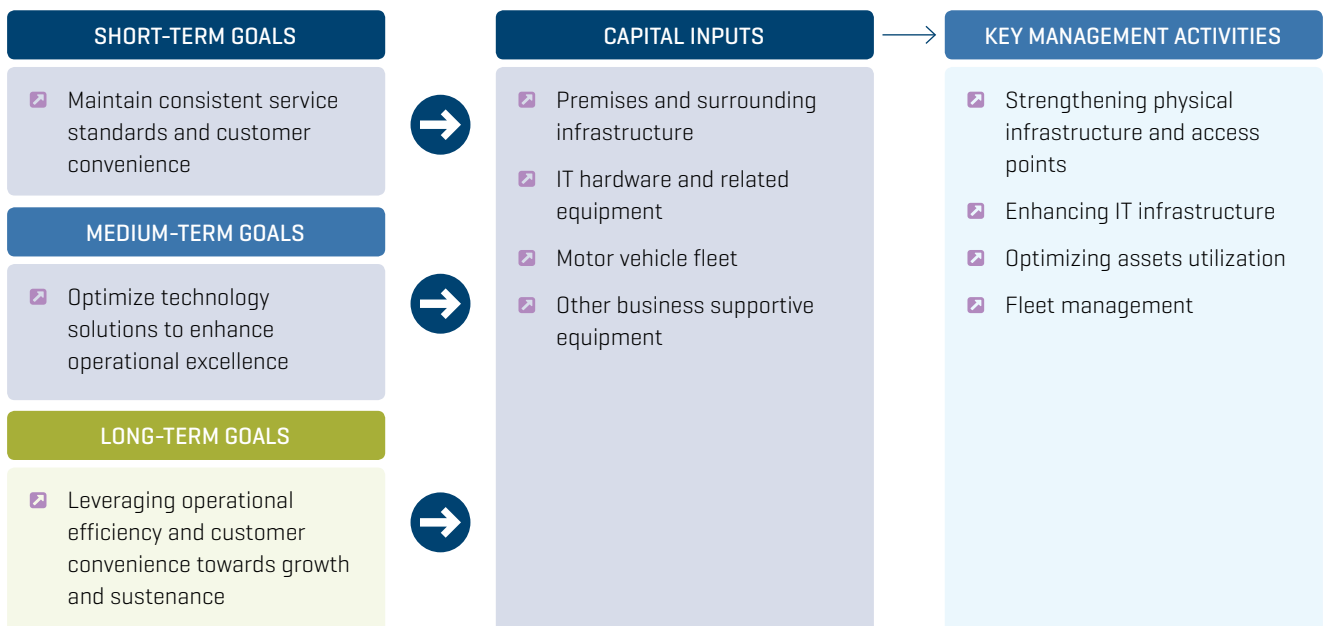 SHORT-TERM GOALS
Maintain consistent service
standards and customer
convenience
MEDIUM-TERM GOALS
Optimize technology
solutions to enhance
operational excellence
LONG-TERM GOALS
Leveraging operational
efficiency and customer
convenience towards growth
and sustenance
CAPITAL INPUTS
Premises and surrounding
infrastructure
IT hardware and related
equipment
Motor vehicle fleet
Other business supportive
equipment
KEY MANAGEMENT ACTIVITIES
Strengthening physical
infrastructure and access
points
Enhancing IT infrastructure
Optimizing assets utilization
Fleet management